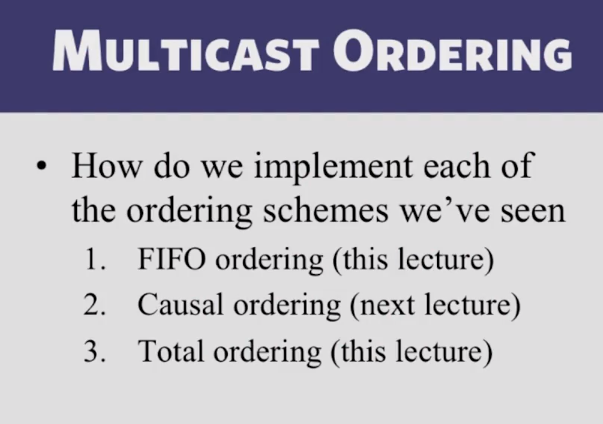 MULTICAST ORDERING
• How do we implement each of
the ordering schemes we've seen
1. FIFO ordering (this lecture)
2. Causal ordering (next lecture)
3. Total ordering (this lecture)